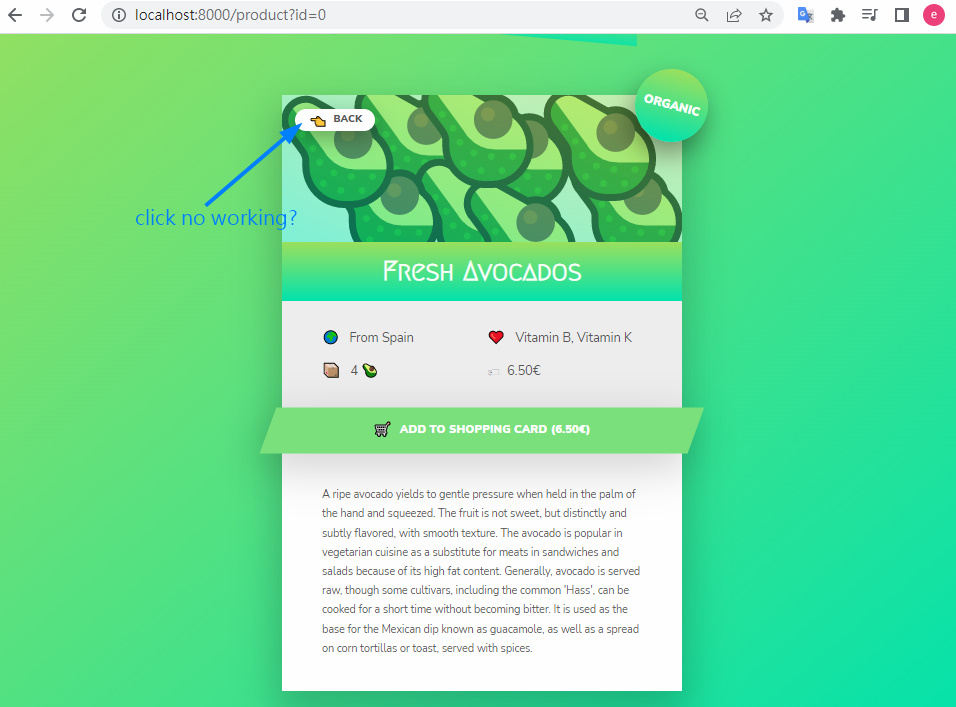 localhost:8000/product?id=0
e
ORGANIC
BACK
click no working?
Fresh Avocados
From Spain
Vitamin B, Vitamin K
4
6.50€
ADD TO SHOPPING CARD (6.50€)
A ripe avocado yields to gentle pressure when held in the palm of
the hand and squeezed. The fruit is not sweet, but distinctly and
subtly flavored, with smooth texture. The avocado is popular in
vegetarian cuisine as a substitute for meats in sandwiches and
salads because of its high fat content. Generally, avocado is served
raw, though some cultivars, including the common 'Hass', can be
cooked for a short time without becoming bitter. It is used as the
base for the Mexican dip known as guacamole, as well as a spread
on corn tortillas or toast, served with spices.